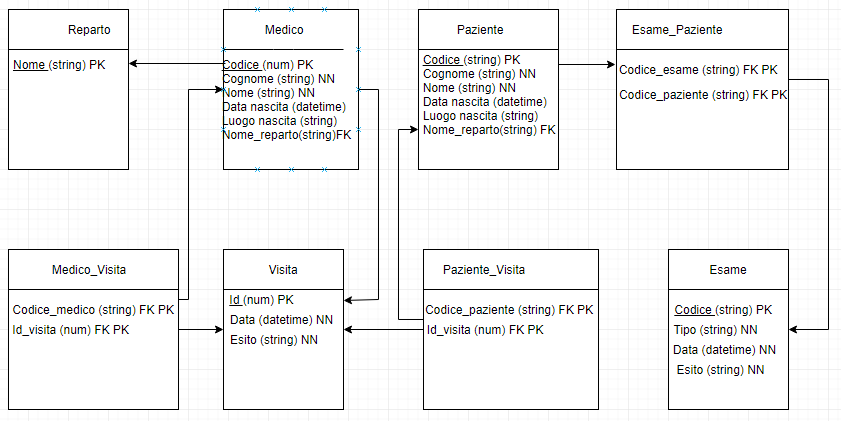 Reparto
Nome (string) PK
Medico
Codice (num) PK
Cognome (string) NN
Nome (string) NN
Data nascita (datetime)
Luogo nascita (string)
Nome_reparto(string)FK
Paziente
Codice (string) PK
Cognome (string) NN
Nome (string) NN
Data nascita (datetime)
Luogo nascita (string)
Nome_reparto(string) FK
Esame_Paziente
Codice_esame (string) FK PK
Codice_paziente (string) FK PK
Medico_Visita
Codice_medico (string) FK PK
Id_visita (num) FK PK
Visita
Id (num) PK
Data (datetime) NN
Esito (string) NN
Paziente_Visita
Codice_paziente (string) FK PK
Id_visita (num) FK PK
Esame
Codice (string) PK
Tipo (string) NN
Data (datetime) NN
Esito (string) NN